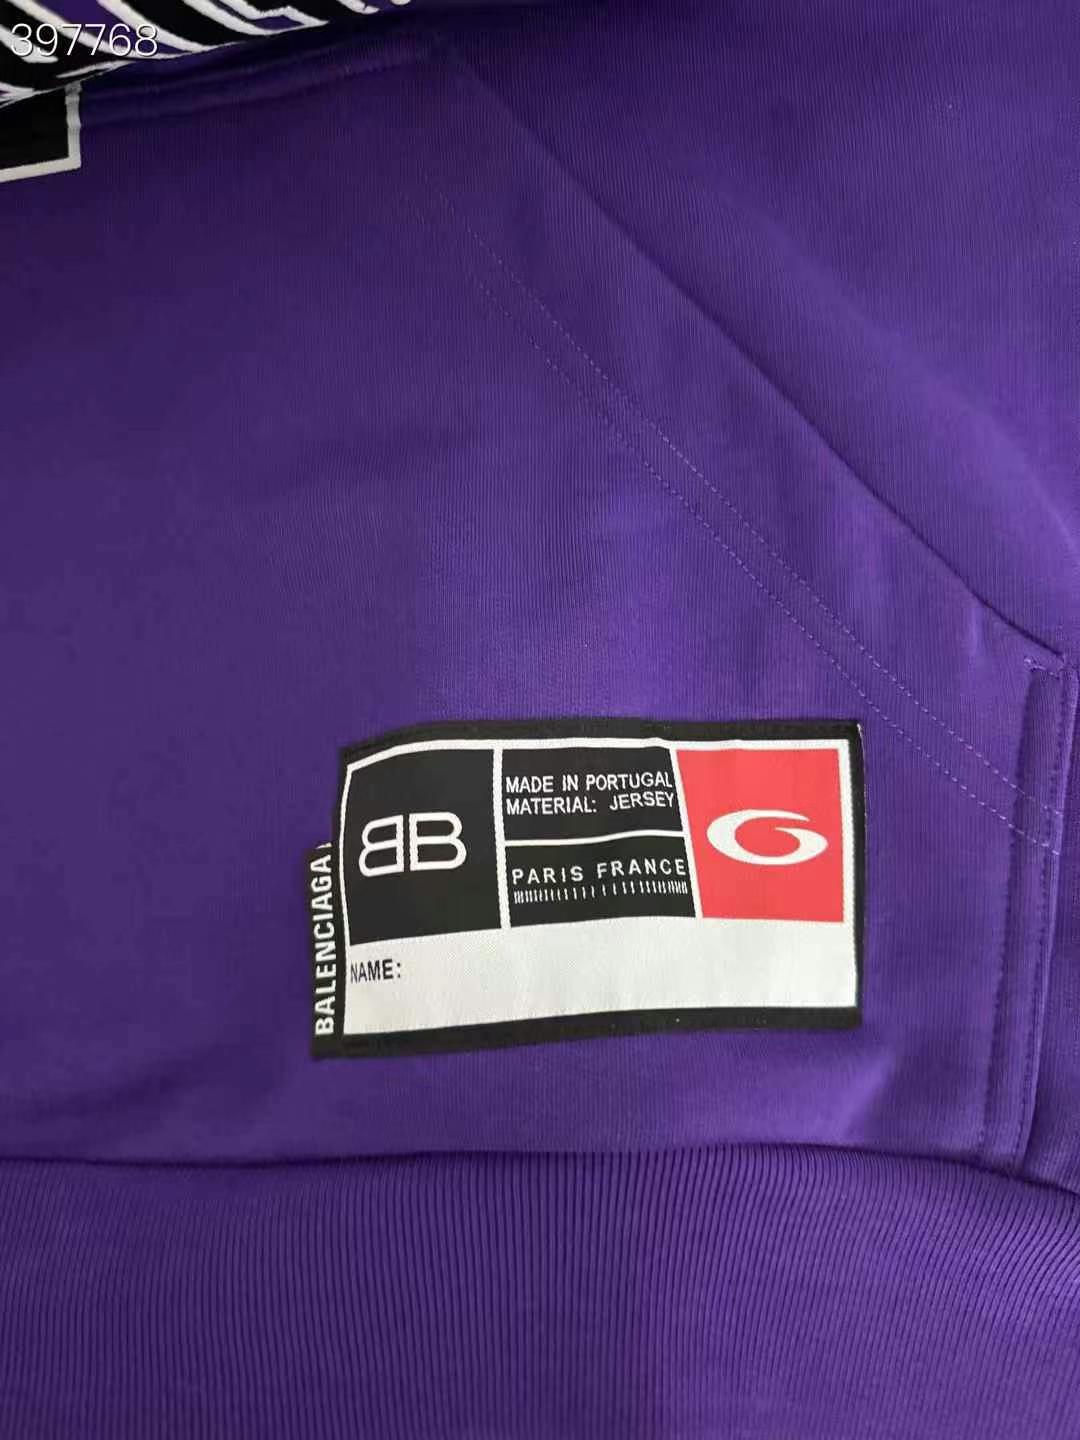 397768
BB
MADE IN PORTUGAL
MATERIAL: JERSEY
PARIS FRANCE
BALENCIAGA
NAME: